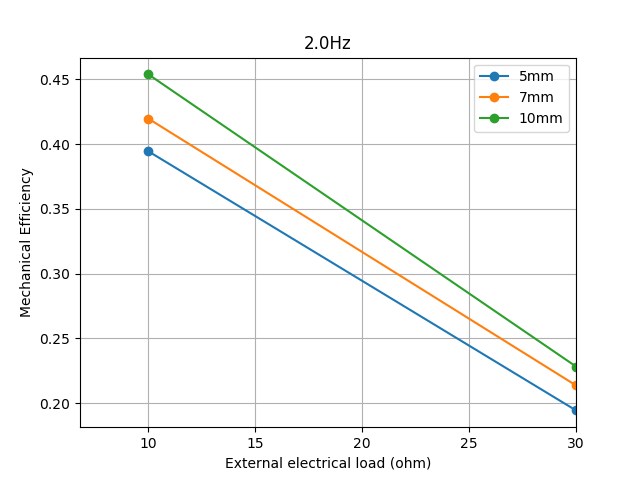 2.0Hz
5mm
7mm
10mm
Mechanical Efficiency
0.45
0.40
0.35
0.30
0.25
0.20
10 15 20 25 30
External electrical load (ohm)